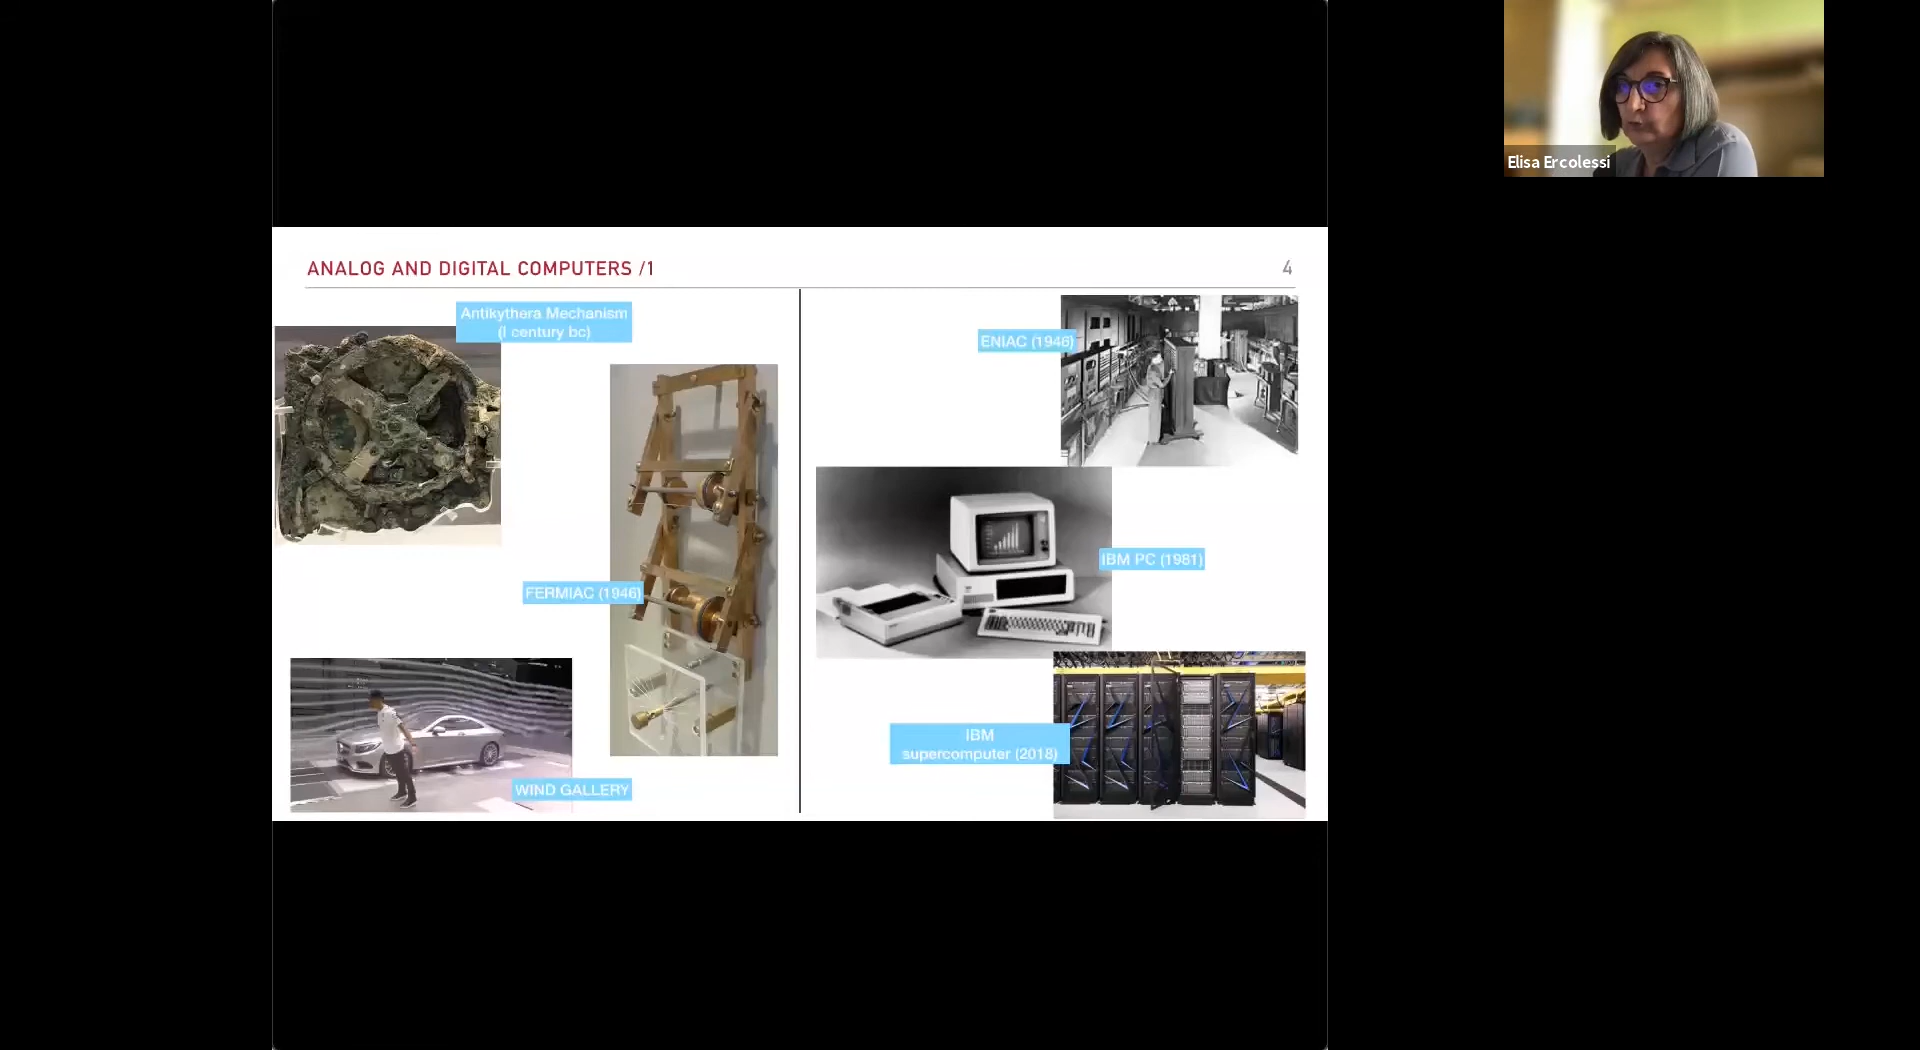 Elisa Ercolessi
ANALOG AND DIGITAL COMPUTERS /1
4
Antikythera Mechanism
(I century bc)
FERMIAC (1946)
WIND GALLERY
ENIAC (1946)
IBM PC (1981)
IBM
supercomputer (2018)